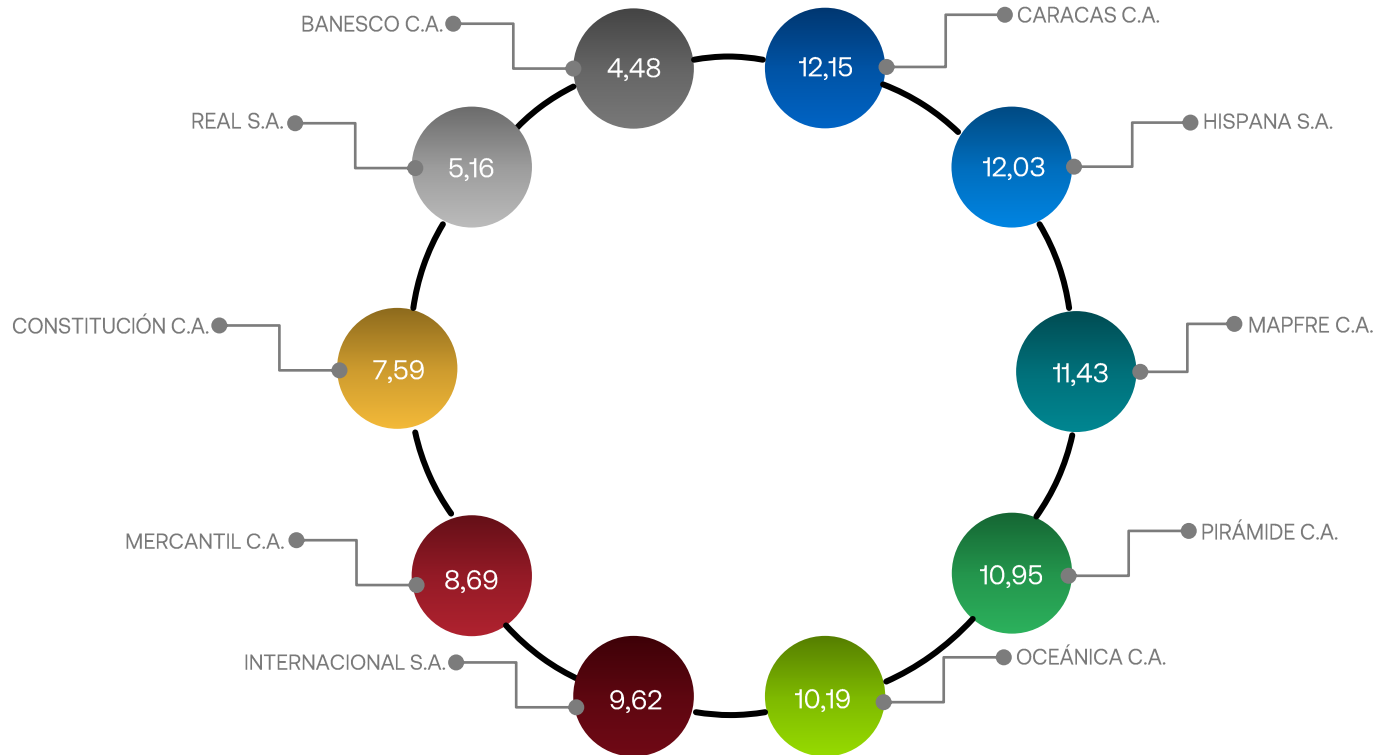 BANESCO C.A.
4,48
12,15
CARACAS C.A.
REAL S.A.
5,16
12,03
HISPANA S.A.
CONSTITUCIÓN C.A.
7,59
11,43
MAPFRE C.A.
MERCANTIL C.A.
8,69
10,95
PIRÁMIDE C.A.
INTERNACIONAL S.A.
9,62
10,19
OCEÁNICA C.A.